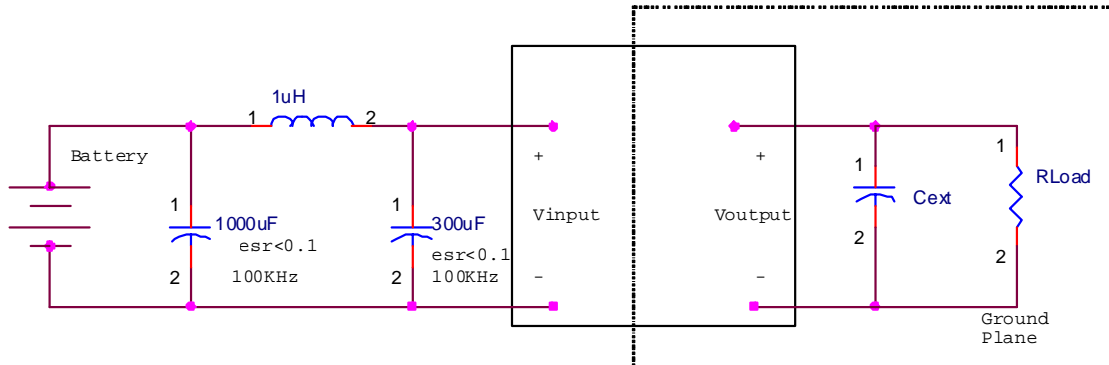 1uH
1
2
Battery
+
+
1
1
1
1
RLoad
1000uF
300uF
Cext
Vinput
Voutput
esr<0.1
esr<0.1
100KHz
100KHz
2
2
2
2
-
-
Ground
Plane